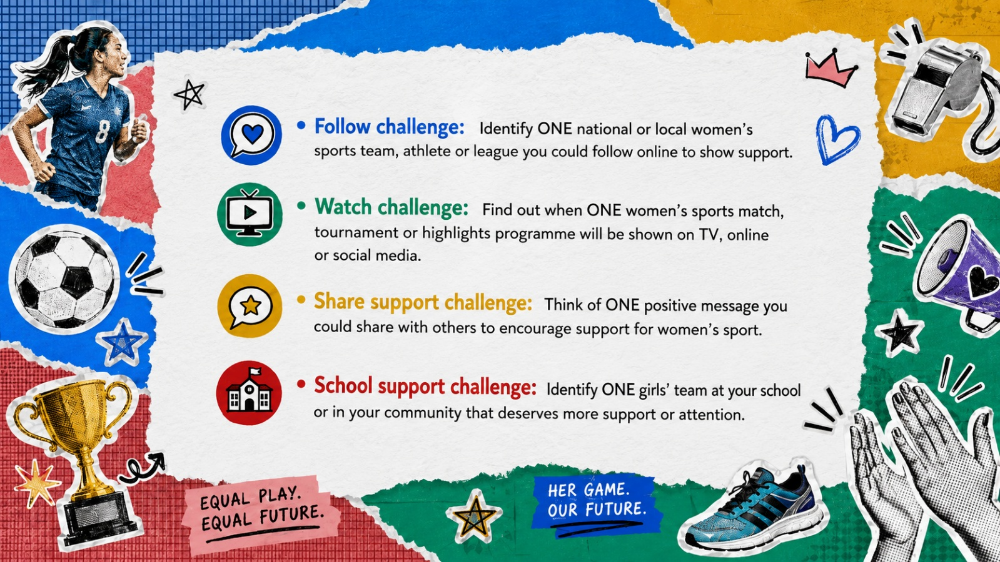 • Follow challenge: Identify ONE national or local women’s
sports team, athlete or league you could follow online to show support.
• Watch challenge: Find out when ONE women’s sports match,
tournament or highlights programme will be shown on TV, online
or social media.
• Share support challenge: Think of ONE positive message you
could share with others to encourage support for women’s sport.
• School support challenge: Identify ONE girls’ team at your school
or in your community that deserves more support or attention.
8
EQUAL PLAY.
EQUAL FUTURE.
HER GAME.
OUR FUTURE.